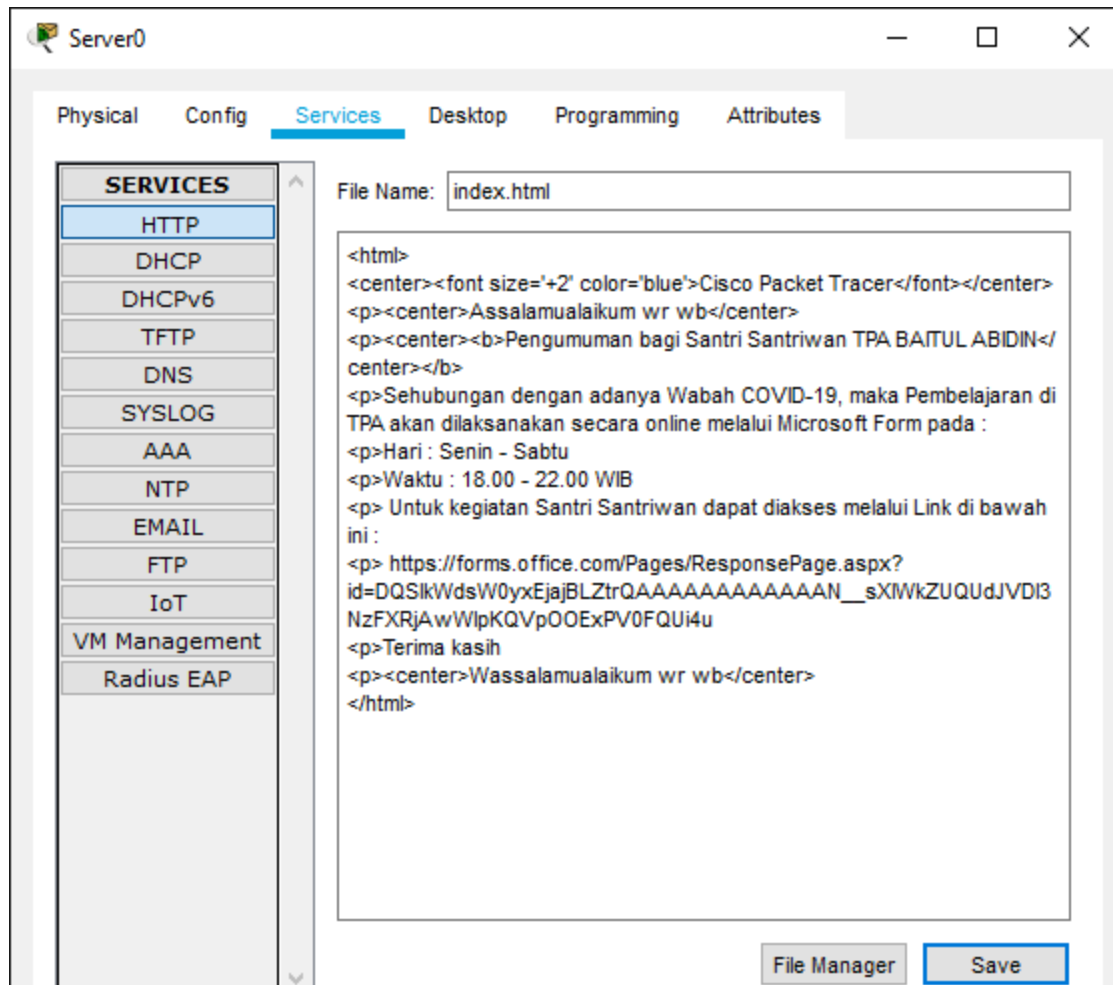 Server0
Physical Config Services Desktop Programming Attributes
SERVICES
HTTP
DHCP
DHCPv6
TFTP
DNS
SYSLOG
AAA
NTP
EMAIL
FTP
IoT
VM Management
Radius EAP
File Name: index.html
<html>
<center><font size='+2' color='blue'>Cisco Packet Tracer</font></center>
<p><center>Assalamualaikum wr wb</center>
<p><center><b>Pengumuman bagi Santri Santriwan TPA BAITUL ABIDIN</
center></b>
<p>Sehubungan dengan adanya Wabah COVID-19, maka Pembelajaran di
TPA akan dilaksanakan secara online melalui Microsoft Form pada :
<p>Hari : Senin - Sabtu
<p>Waktu : 18.00 - 22.00 WIB
<p> Untuk kegiatan Santri Santriwan dapat diakses melalui Link di bawah
ini :
<p> https://forms.office.com/Pages/ResponsePage.aspx?
id=DQSIkWdsW0yxEjajBLZtrQAAAAAAAAAAAAN__sXlWkZUQUdJVDI3
NzFXRjAwWlpKQVpOOExPV0FQUi4u
<p>Terima kasih
<p><center>Wassalamualaikum wr wb</center>
</html>
File Manager Save